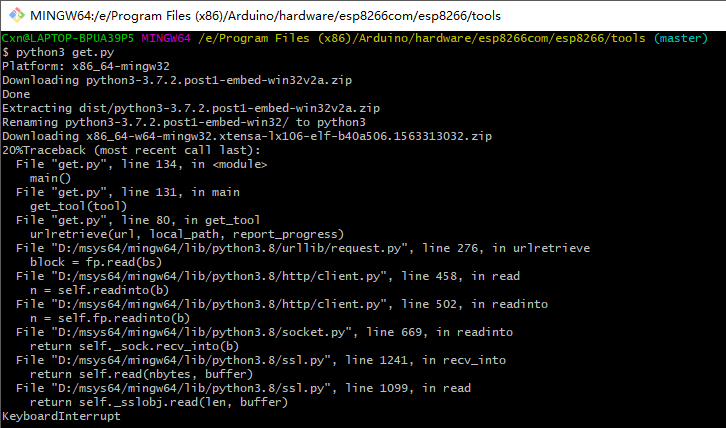 MINGW64:/e/Program Files (x86)/Arduino/hardware/esp8266com/esp8266/tools
Cxn@LAPTOP-BPUA39P5 MINGW64 /e/Program Files (x86)/Arduino/hardware/esp8266com/esp8266/tools (master)
$ python3 get.py
Platform: x86_64-mingw32
Downloading python3-3.7.2.post1-embed-win32v2a.zip
Done
Extracting dist/python3-3.7.2.post1-embed-win32v2a.zip
Renaming python3-3.7.2.post1-embed-win32/ to python3
Downloading x86_64-w64-mingw32.xtensa-lx106-elf-b40a506.1563313032.zip
20%Traceback (most recent call last):
  File "get.py", line 134, in <module>
    main()
  File "get.py", line 131, in main
    get_tool(tool)
  File "get.py", line 80, in get_tool
    urlretrieve(url, local_path, report_progress)
  File "D:/msys64/mingw64/lib/python3.8/urllib/request.py", line 276, in urlretrieve
    block = fp.read(bs)
  File "D:/msys64/mingw64/lib/python3.8/http/client.py", line 458, in read
    n = self.readinto(b)
  File "D:/msys64/mingw64/lib/python3.8/http/client.py", line 502, in readinto
    n = self.fp.readinto(b)
  File "D:/msys64/mingw64/lib/python3.8/socket.py", line 669, in readinto
    return self._sock.recv_into(b)
  File "D:/msys64/mingw64/lib/python3.8/ssl.py", line 1241, in recv_into
    return self.read(nbytes, buffer)
  File "D:/msys64/mingw64/lib/python3.8/ssl.py", line 1099, in read
    return self._sslobj.read(len, buffer)
KeyboardInterrupt